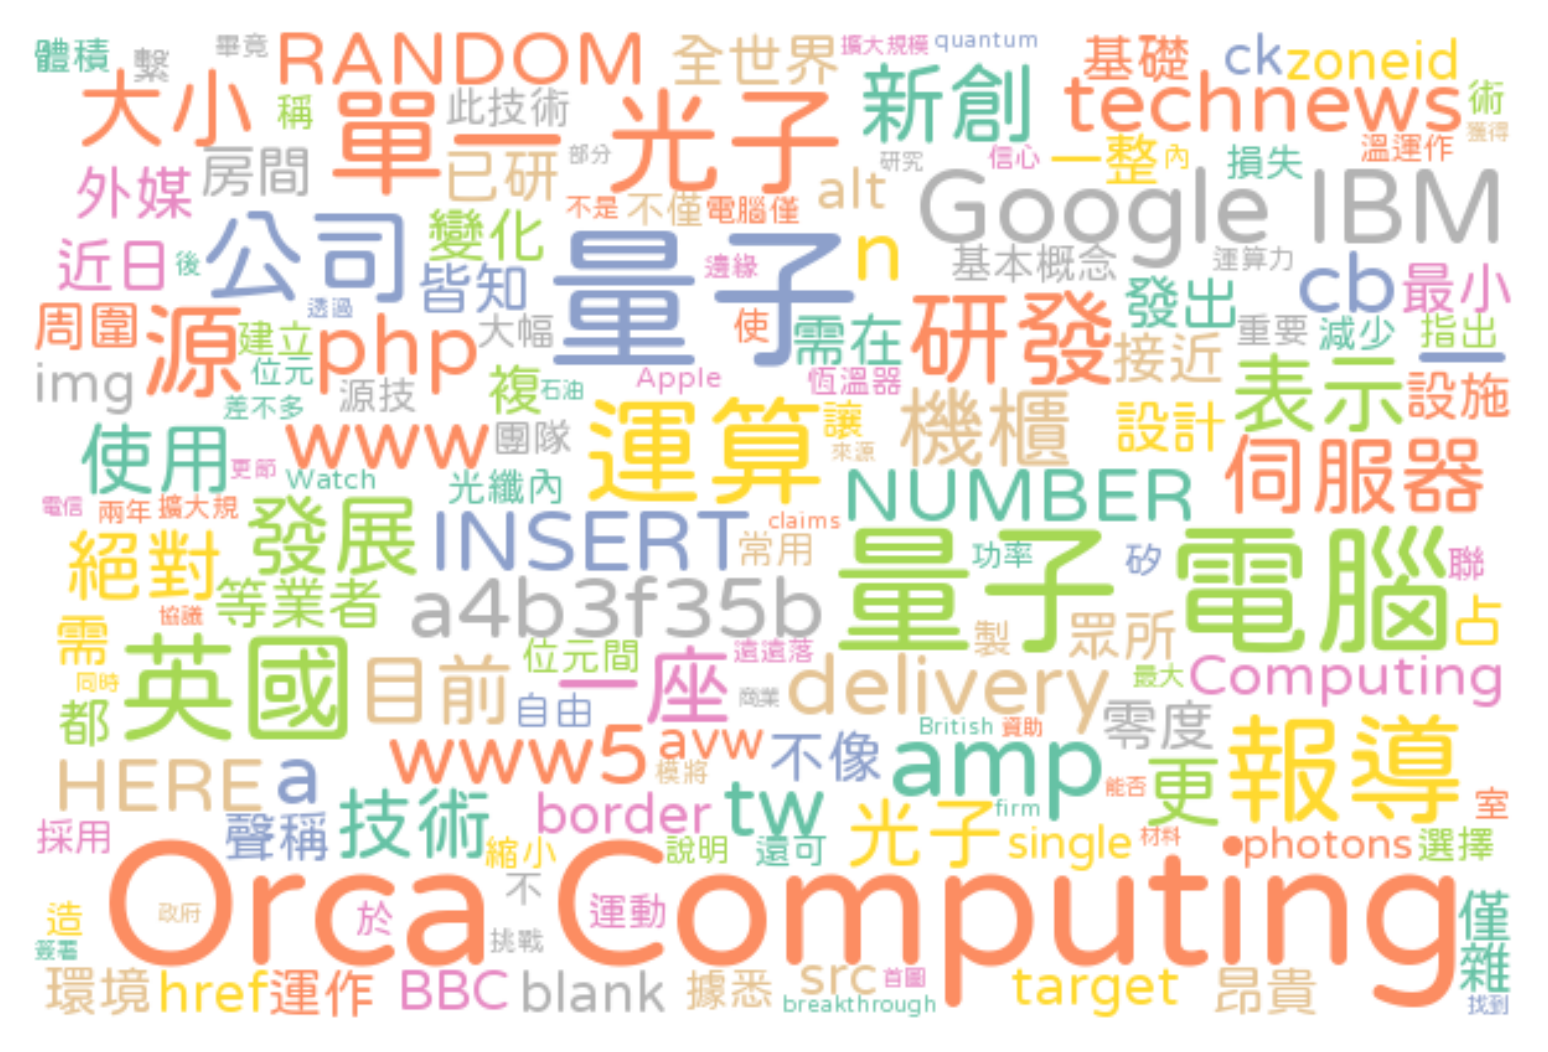 體積 繫 畢竟 RANDOM 全世界 擴大規模 quantum 基礎 ck zoneid
大小 稱 單一光子 此技術 新創 technews 術
獲得
外媒 房間 已研 部分 研究 信心 一整 內 損失 溫運作
不是 不僅 電腦僅 alt Google IBM
近日 後 公司 變化 皆知 量子 邊緣 n 基本概念 運算力 發出 cb 最小
透過
周圍 源 建立 php 大幅 使 需在 研發 接近 重要 減少 指出 一
img 位元 源技 複 石油 Apple 恆溫器 表示 設施
差不多
使用 www 團隊 運算 讓 機櫃 設計 伺服器
來源
更節 Watch 光纖內 NUMBER
電信 兩年 擴大規 發展 INSERT claims
常用 量子電腦 功率 矽 聯
絕對 等業者 a4b3f35b
協議 需 英國 位元間 遠遠落 製 眾所 占
同時 目前 一座 delivery 最大 Computing
都 自由 商業 British 資助 零度
www5 avw 不像 amp 報導
HERE a 模將 能否 更
採用 聲稱 技術 border tw 光子 firm 室
縮小 說明 還可 single 材料 •photons 選擇
Orca Computing
不 僅
造 政府 於 運動
簽署 挑戰 雜
環境 href 運作 BBC blank 據悉 src 首圖 target 昂貴
breakthrough 找到